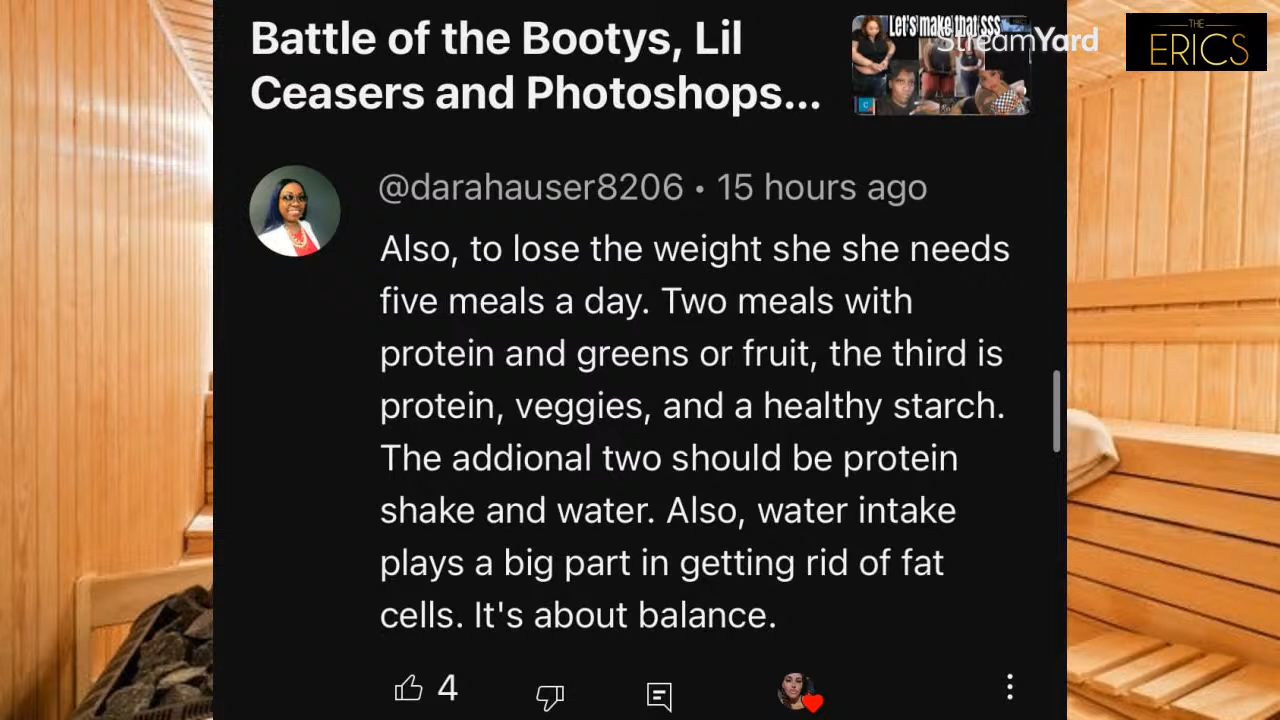 Battle of the Bootys, Lil
Ceasers and Photoshops...
Let's make that $$$
StreamYard
THE
ERICS
@darahauser8206 • 15 hours ago
Also, to lose the weight she she needs
five meals a day. Two meals with
protein and greens or fruit, the third is
protein, veggies, and a healthy starch.
The addional two should be protein
shake and water. Also, water intake
plays a big part in getting rid of fat
cells. It's about balance.
4